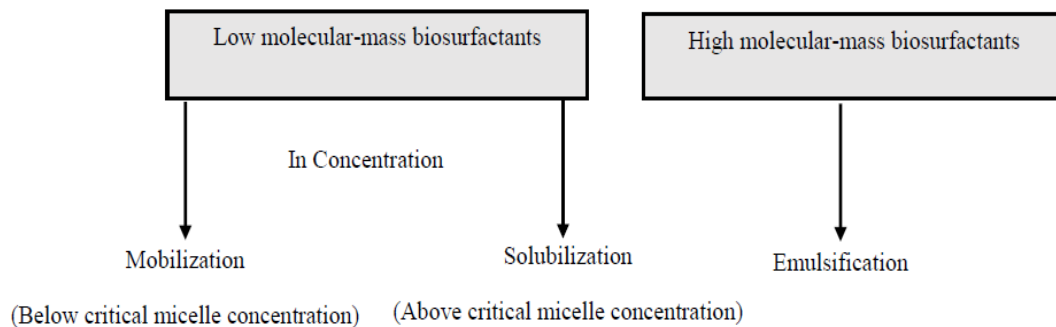 Low molecular-mass biosurfactants
High molecular-mass biosurfactants
In Concentration
Mobilization
Solubilization
Emulsification
(Below critical micelle concentration)
(Above critical micelle concentration)